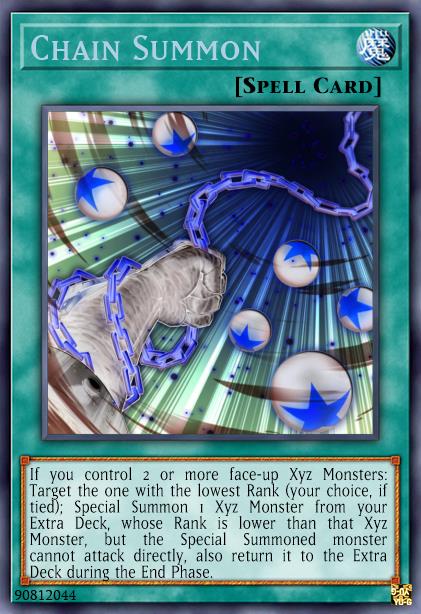 Chain Summon
魔
[Spell Card]
If you control 2 or more face-up Xyz Monsters:
Target the one with the lowest Rank (your choice, if
tied); Special Summon 1 Xyz Monster from your
Extra Deck, whose Rank is lower than that Xyz
Monster, but the Special Summoned monster
cannot attack directly, also return it to the Extra
Deck during the End Phase.
90812044